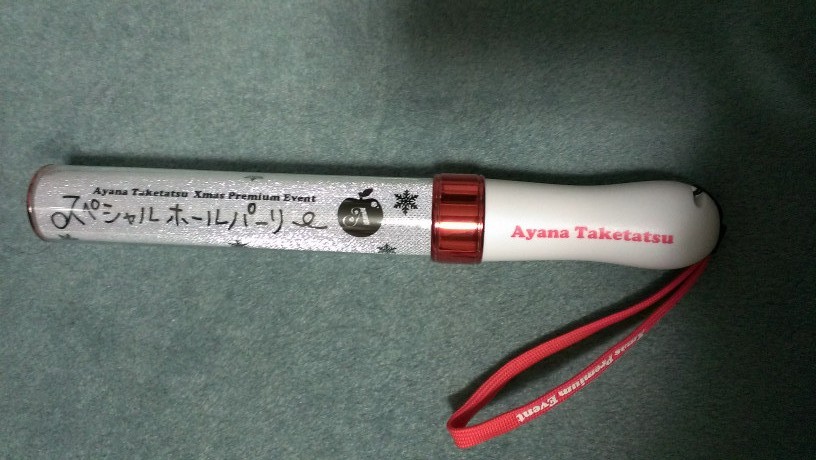 Ayana Taketatsu Xmas Premium Event
スペシャルホールパーリー
A
Ayana Taketatsu
Xmas Premium Event